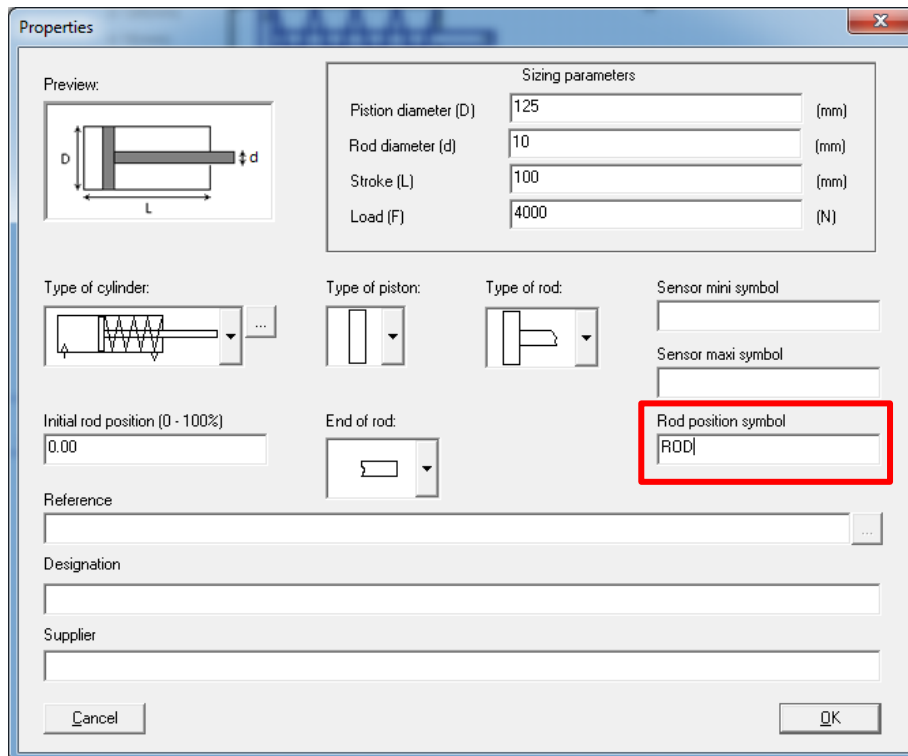 Properties
Preview:
D
d
L
Sizing parameters
Pistion diameter (D) 125 (mm)
Rod diameter (d) 10 (mm)
Stroke (L) 100 (mm)
Load (F) 4000 (N)
Type of cylinder:
...
Type of piston:
Type of rod:
Sensor mini symbol
Sensor maxi symbol
Initial rod position (0 - 100%)
0.00
End of rod:
Rod position symbol
ROD
Reference
...
Designation
Supplier
Cancel
OK